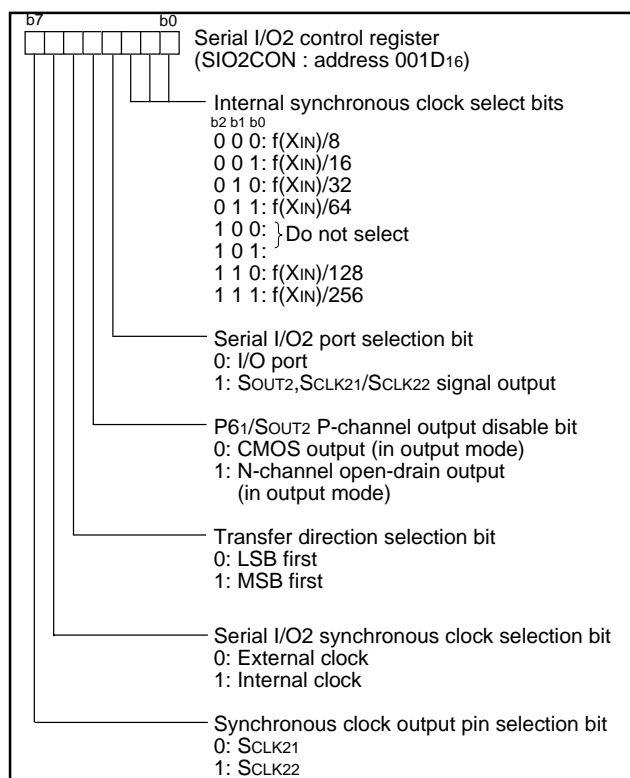 b7 b0
Serial I/O2 control register
(SIO2CON : address 001D16)
Internal synchronous clock select bits
b2 b1 b0
0 0 0: f(XIN)/8
0 0 1: f(XIN)/16
0 1 0: f(XIN)/32
0 1 1: f(XIN)/64
1 0 0:
1 0 1:
Do not select
1 1 0: f(XIN)/128
1 1 1: f(XIN)/256
Serial I/O2 port selection bit
0: I/O port
1: SOUT2,SCLK21/SCLK22 signal output
P61/SOUT2 P-channel output disable bit
0: CMOS output (in output mode)
1: N-channel open-drain output
(in output mode)
Transfer direction selection bit
0: LSB first
1: MSB first
Serial I/O2 synchronous clock selection bit
0: External clock
1: Internal clock
Synchronous clock output pin selection bit
0: SCLK21
1: SCLK22